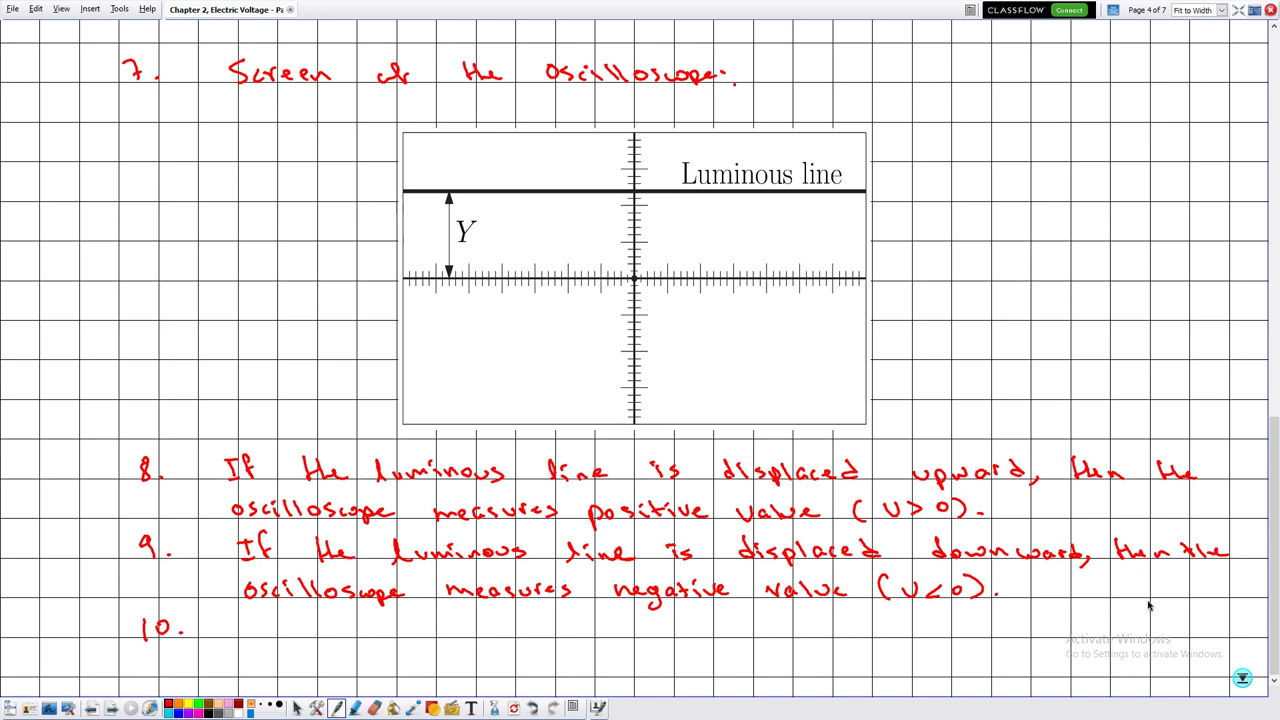 File Edit View Insert Tools Help Chapter 2, Electric Voltage - Pa CLASSFLOW Connect Page 4 of 7 Fit to Width
7. Screen of the oscilloscope.
Luminous line
Y
8. If the luminous line is displaced upward, then the
oscilloscope measures positive value (U > 0).
9. If the luminous line is displaced downward, then the
oscilloscope measures negative value (U < 0).
10.
Activate Windows
Go to Settings to activate Windows.
T